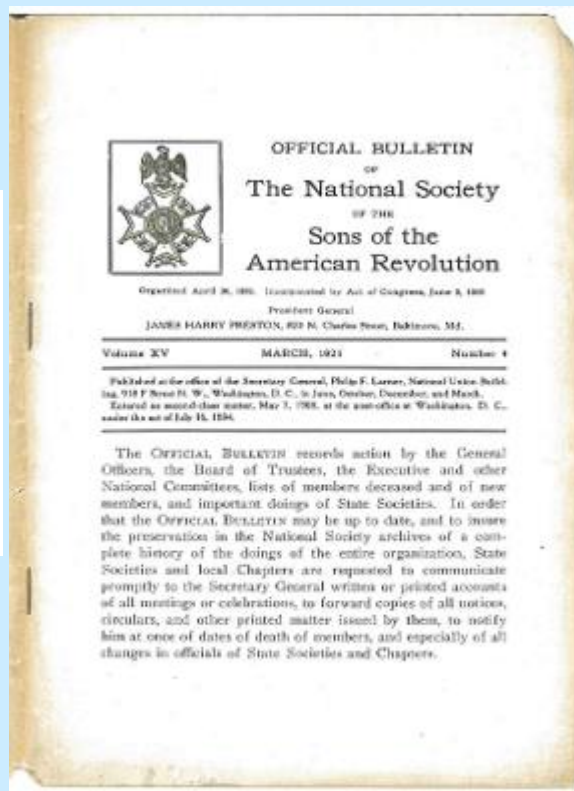 OFFICIAL BULLETIN
OF
The National Society
OF THE
Sons of the
American Revolution
Organized April 30, 1889. Incorporated by Act of Congress, June 9, 1906
President General
JAMES HARRY PRESTON, 820 N. Charles Street, Baltimore, Md.
Volume XV MARCH, 1921 Number 4
Published at the office of the Secretary General, Philip F. Larner, National Union Build-
ing, 918 F Street N. W., Washington, D. C., in June, October, December, and March.
Entered as second-class matter, May 7, 1908, at the post-office at Washington, D. C.,
under the act of July 16, 1894.
The OFFICIAL BULLETIN records action by the General
Officers, the Board of Trustees, the Executive and other
National Committees, lists of members deceased and of new
members, and important doings of State Societies. In order
that the OFFICIAL BULLETIN may be up to date, and to insure
the preservation in the National Society archives of a com-
plete history of the doings of the entire organization, State
Societies and local Chapters are requested to communicate
promptly to the Secretary General written or printed accounts
of all meetings or celebrations, to forward copies of all notices,
circulars, and other printed matter issued by them, to notify
him at once of dates of death of members, and especially of all
changes in officials of State Societies and Chapters.